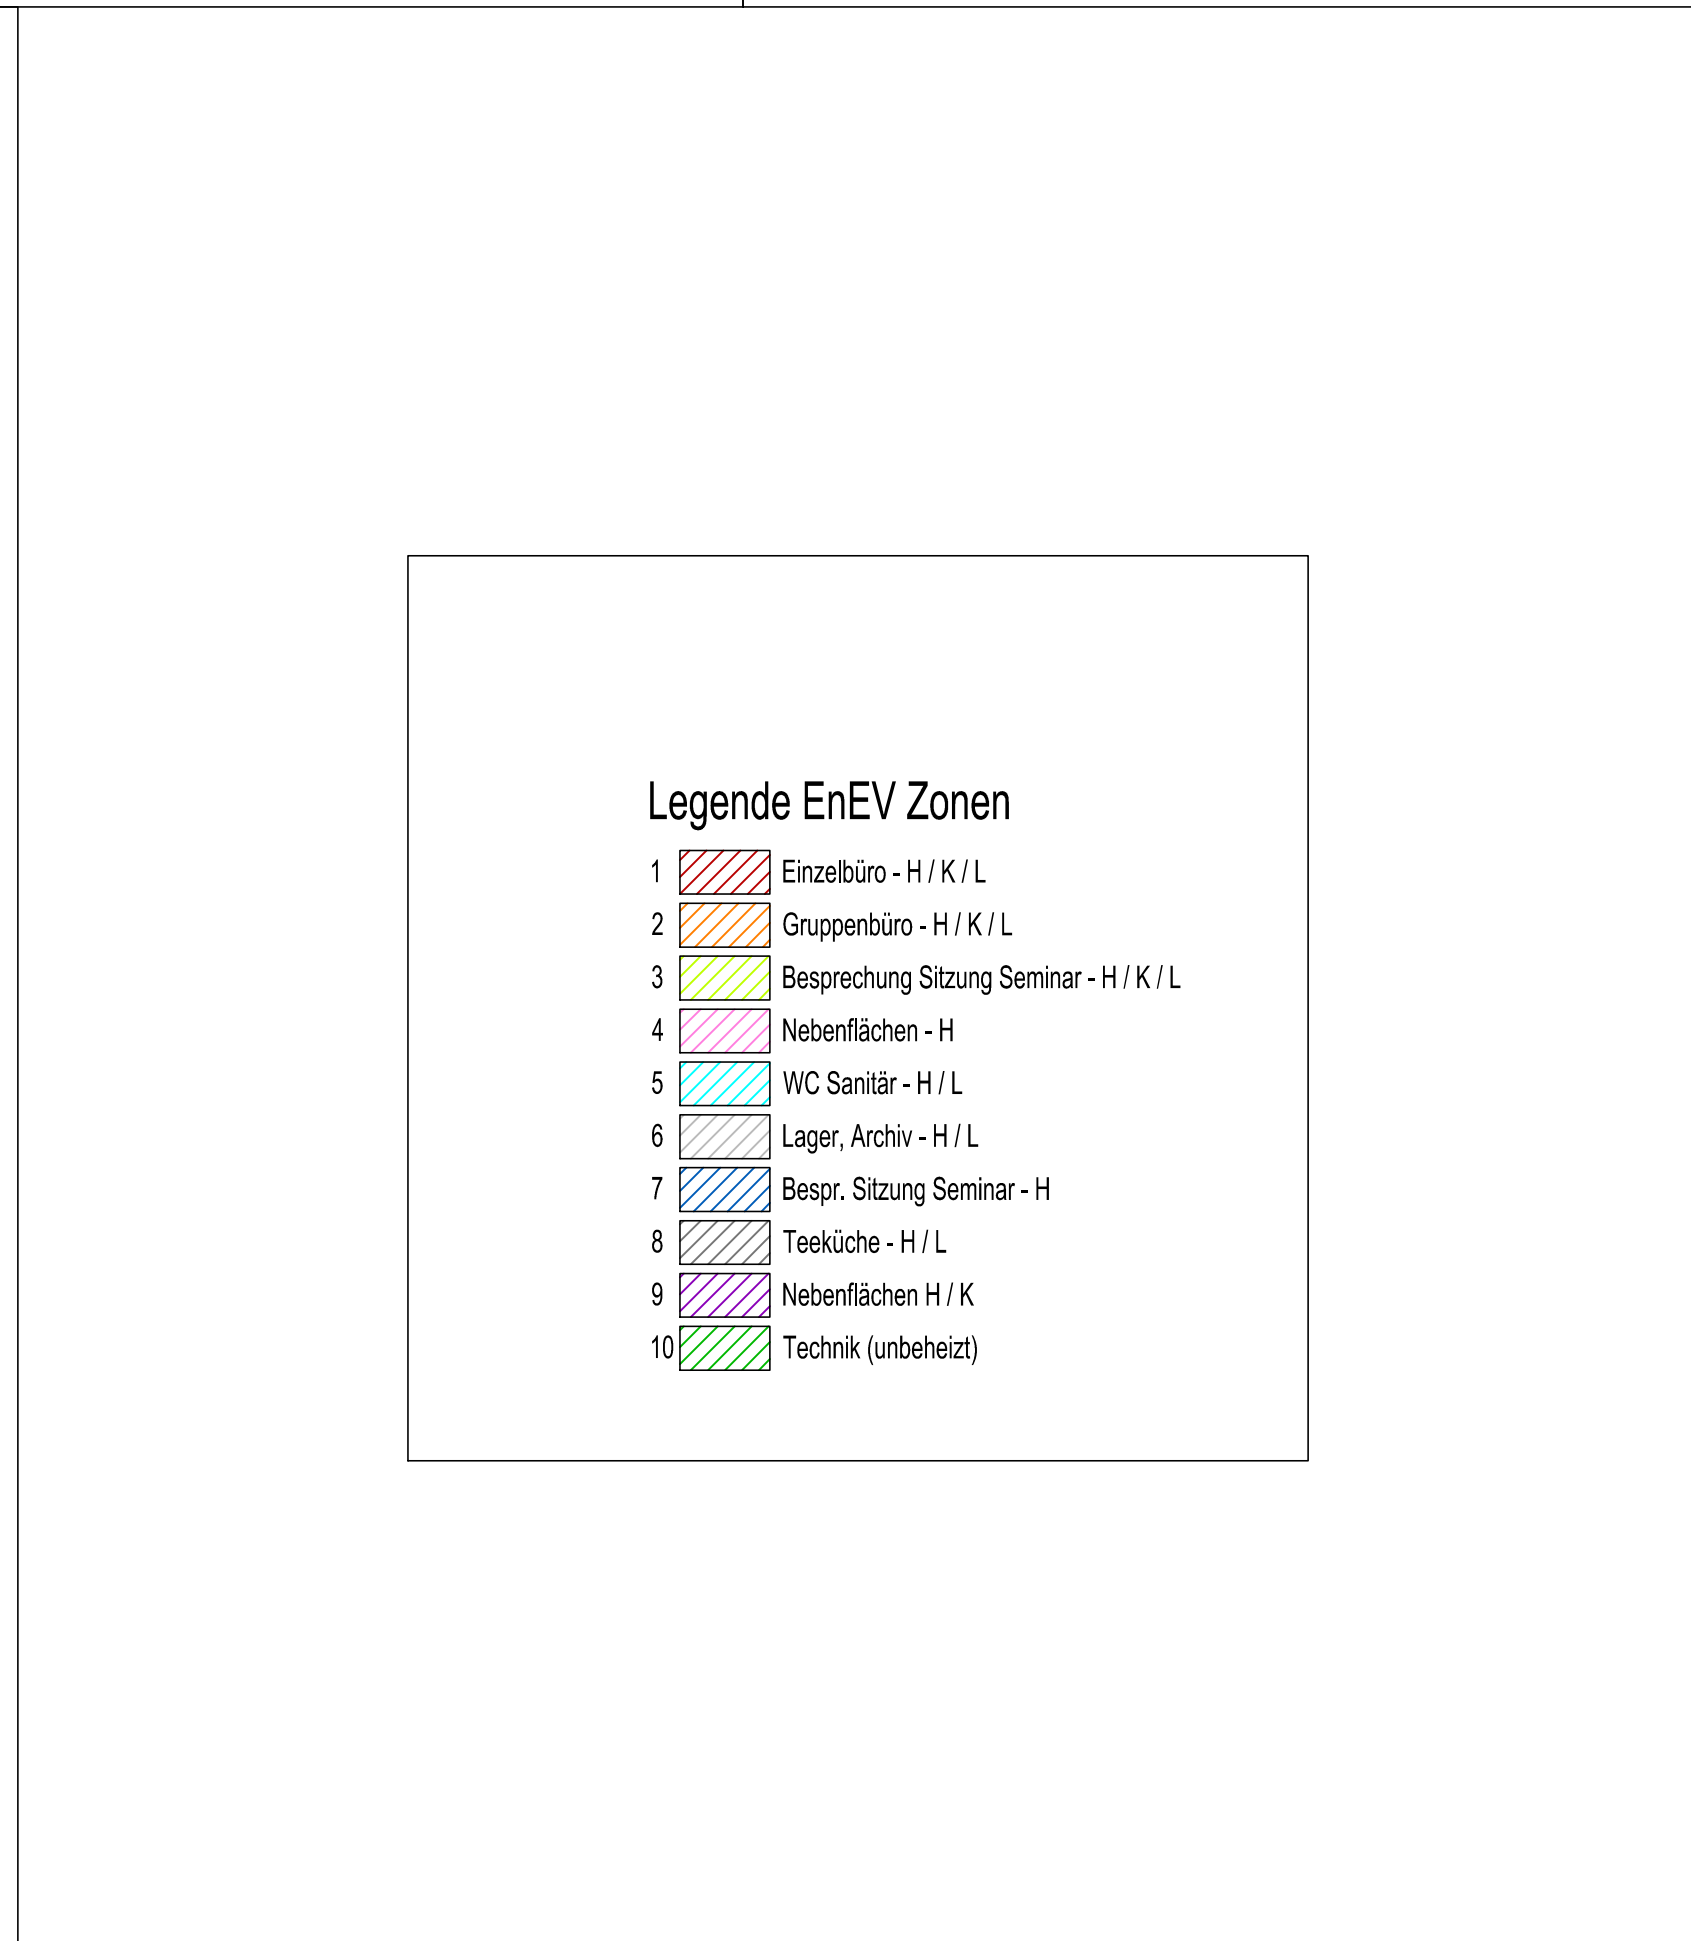 Legende EnEV Zonen
1 Einzelbüro - H / K / L
2 Gruppenbüro - H / K / L
3 Besprechung Sitzung Seminar - H / K / L
4 Nebenflächen - H
5 WC Sanitär - H / L
6 Lager, Archiv - H / L
7 Bespr. Sitzung Seminar - H
8 Teeküche - H / L
9 Nebenflächen H / K
10 Technik (unbeheizt)